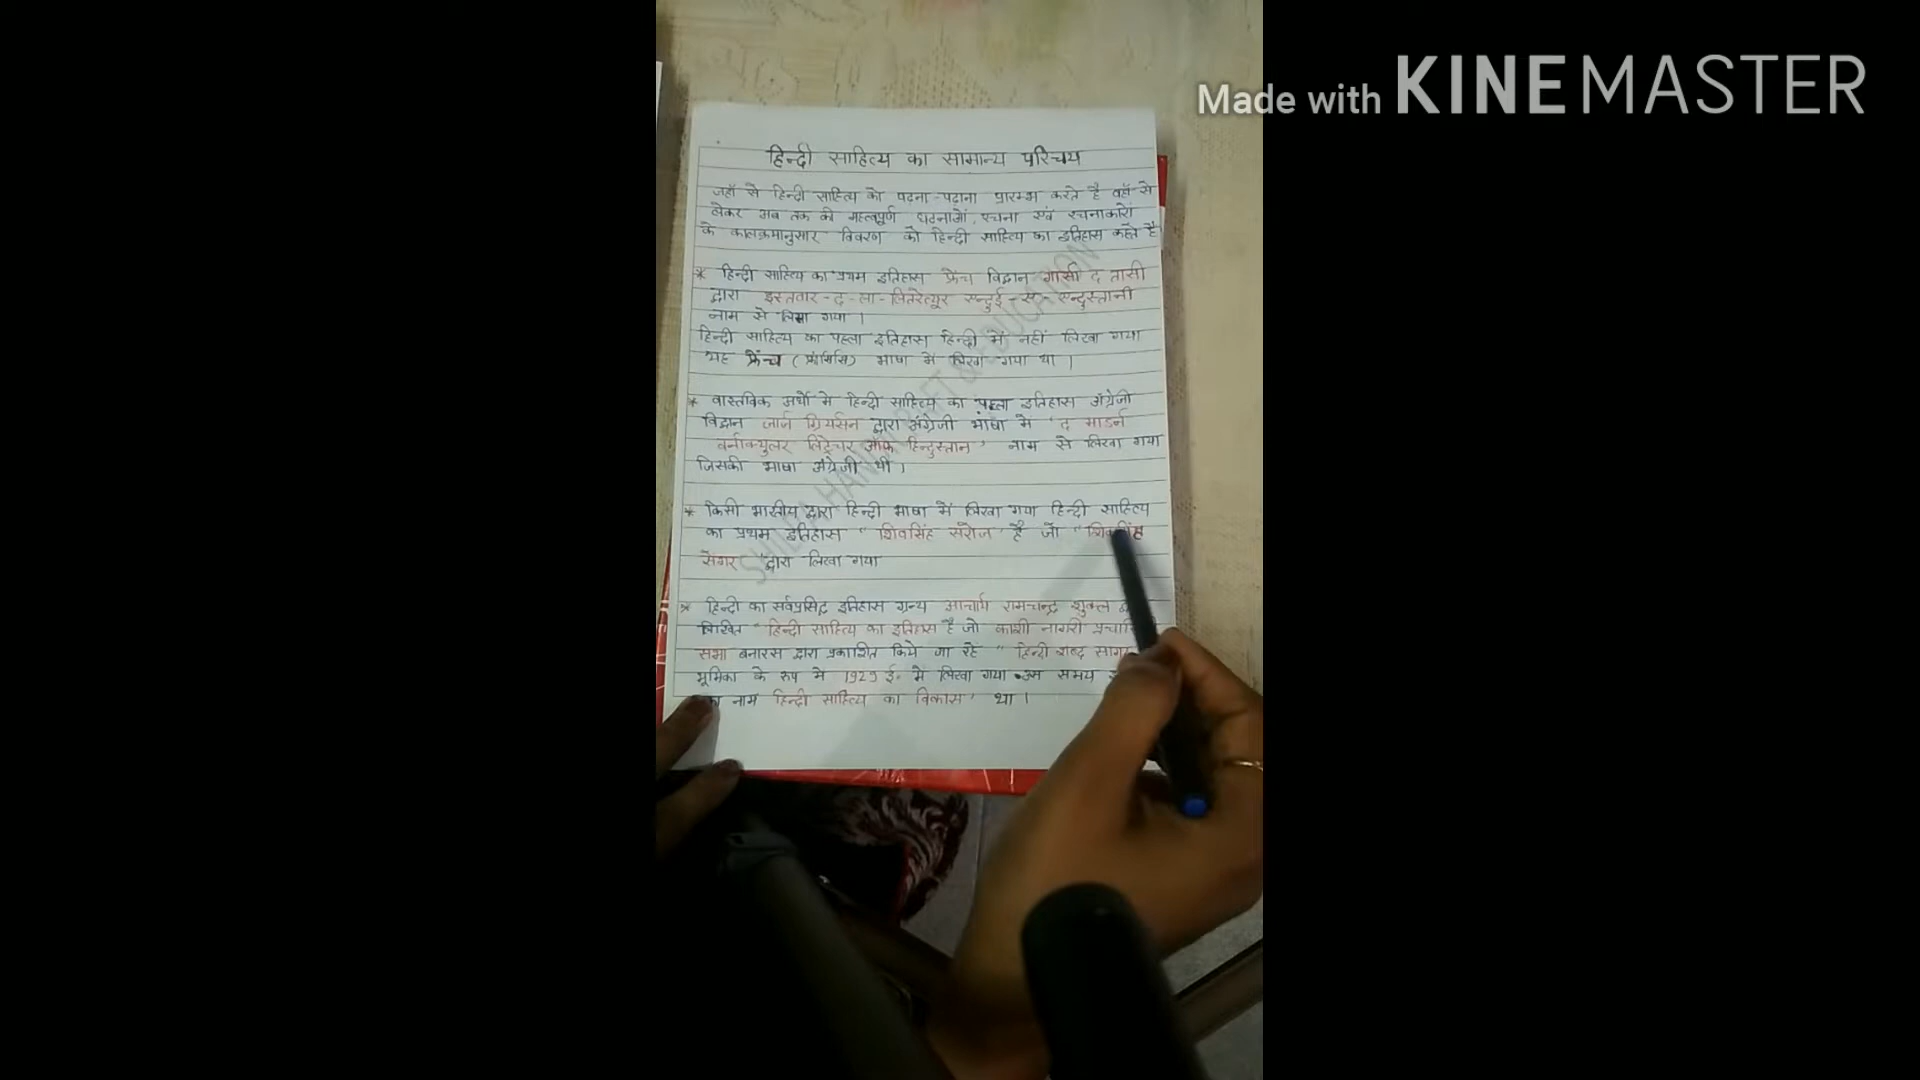 Made with KINEMASTER
हिन्दी साहित्य का सामान्य परिचय
जहाँ से हिन्दी साहित्य को पढ़ना-पढ़ाना प्रारम्भ करते है वहाँ से
लेकर अब तक की महत्वपूर्ण घटनाओं, रचना एवं रचनाकारों
के कालक्रमानुसार विवरण को हिन्दी साहित्य का इतिहास कहते है
* हिन्दी साहित्य का प्रथम इतिहास फ्रेंच विद्वान गार्सा द तासी
द्वारा इस्तवार-द-ला-लितरेत्यूर एन्दुई-ए-एन्दुस्तानी
नाम से लिखा गया ।
हिन्दी साहित्य का पहला इतिहास हिन्दी में नहीं लिखा गया
यह फ्रेंच ( ) भाषा में लिखा गया था ।
* वास्तविक अर्थो मे हिन्दी साहित्य का पहला इतिहास अंग्रेजी
विद्वान जार्ज ग्रियर्सन द्वारा अंग्रेजी भाषा मे ' द मार्डन
वर्नाक्युलर लिट्रेचर ऑफ हिन्दुस्तान ' नाम से लिखा गया
जिसकी भाषा अंग्रेजी थी ।
* किसी भारतीय द्वारा हिन्दी भाषा में लिखा गया हिन्दी साहित्य
का प्रथम इतिहास " शिवसिंह सरोज ' है जो " शिवसिंह
सेंगर द्वारा लिखा गया
* हिन्दी का सर्वप्रसिद्ध इतिहास ग्रन्थ आचार्य रामचन्द्र शुक्ल
लिखित " हिन्दी साहित्य का इतिहास है जो काशी नागरी
सभा बनारस द्वारा प्रकाशित किये जा रहे " हिन्दी शब्द सागर
भूमिका के रुप मे 1929 ई॰ मे लिखा गया उस समय
का नाम हिन्दी साहित्य का विकास ' था ।